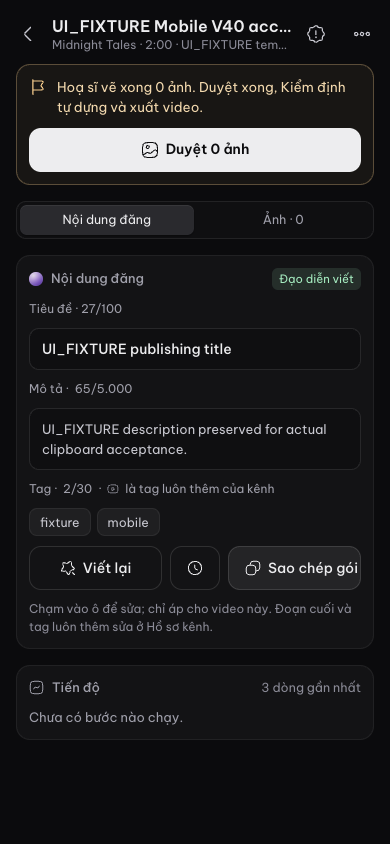 UI_FIXTURE Mobile V40 acc...
Midnight Tales · 2:00 · UI_FIXTURE tem...
Hoạ sĩ vẽ xong 0 ảnh. Duyệt xong, Kiểm định
tự dựng và xuất video.
Duyệt 0 ảnh
Nội dung đăng
Ảnh · 0
Nội dung đăng
Đạo diễn viết
Tiêu đề · 27/100
UI_FIXTURE publishing title
Mô tả · 65/5.000
UI_FIXTURE description preserved for actual
clipboard acceptance.
Tag · 2/30 · là tag luôn thêm của kênh
fixture
mobile
Viết lại
Sao chép gói
Chạm vào ô để sửa; chỉ áp cho video này. Đoạn cuối và
tag luôn thêm sửa ở Hồ sơ kênh.
Tiến độ
3 dòng gần nhất
Chưa có bước nào chạy.